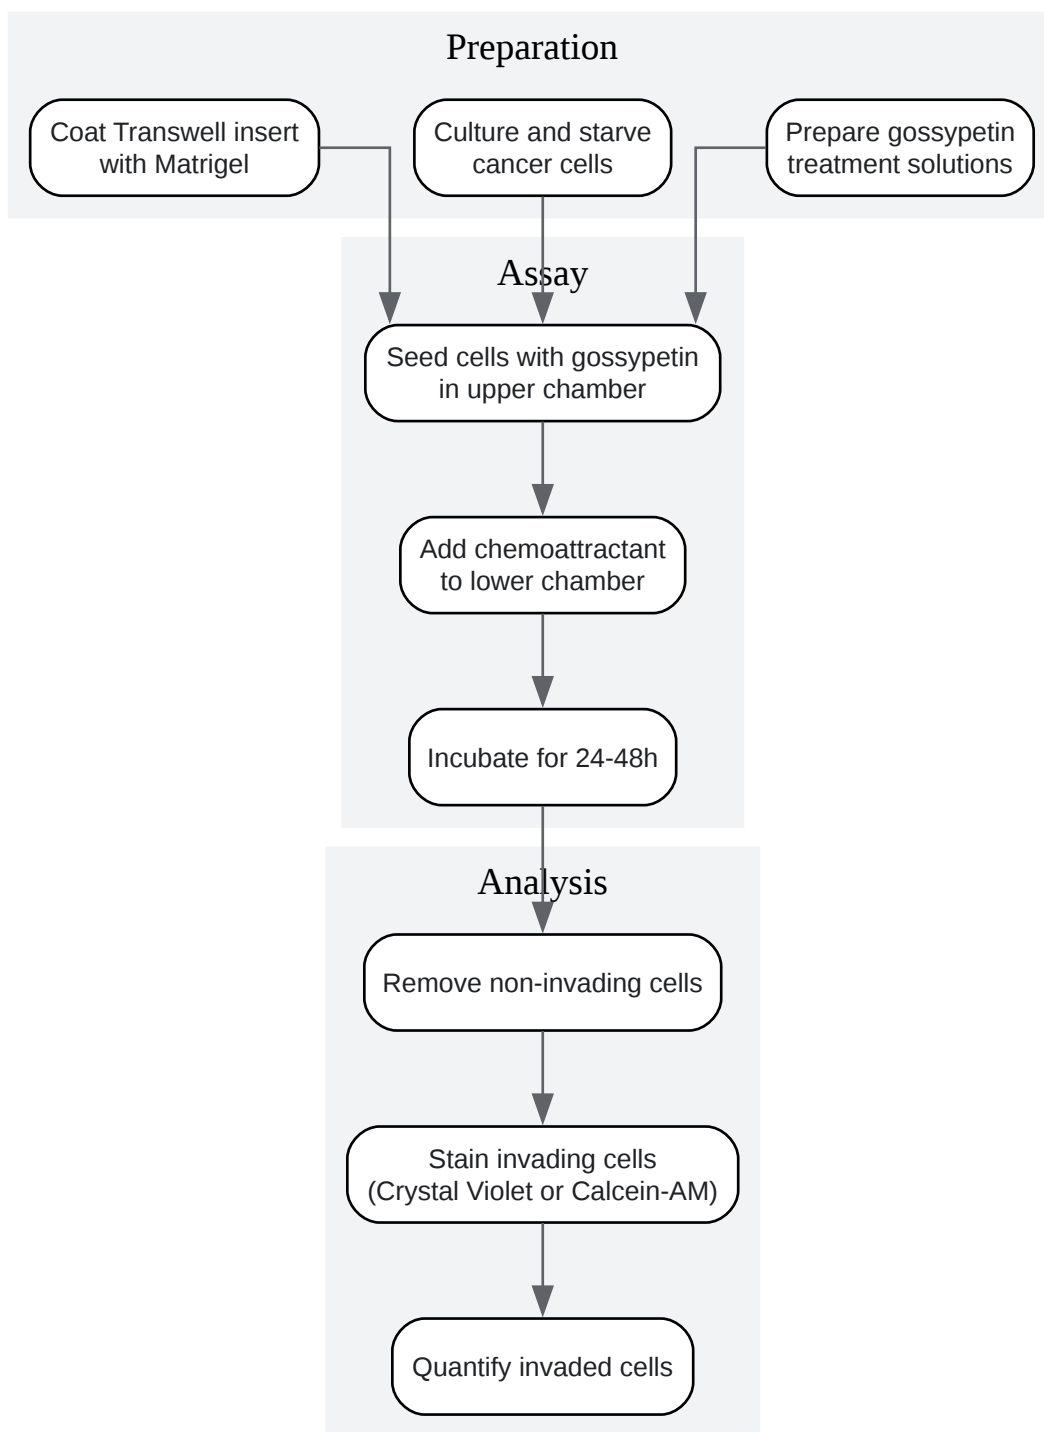 Preparation
Coat Transwell insert
with Matrigel
Culture and starve
cancer cells
Prepare gossypetin
treatment solutions
Assay
Seed cells with gossypetin
in upper chamber
Add chemoattractant
to lower chamber
Incubate for 24-48h
Analysis
Remove non-invading cells
Stain invading cells
(Crystal Violet or Calcein-AM)
Quantify invaded cells